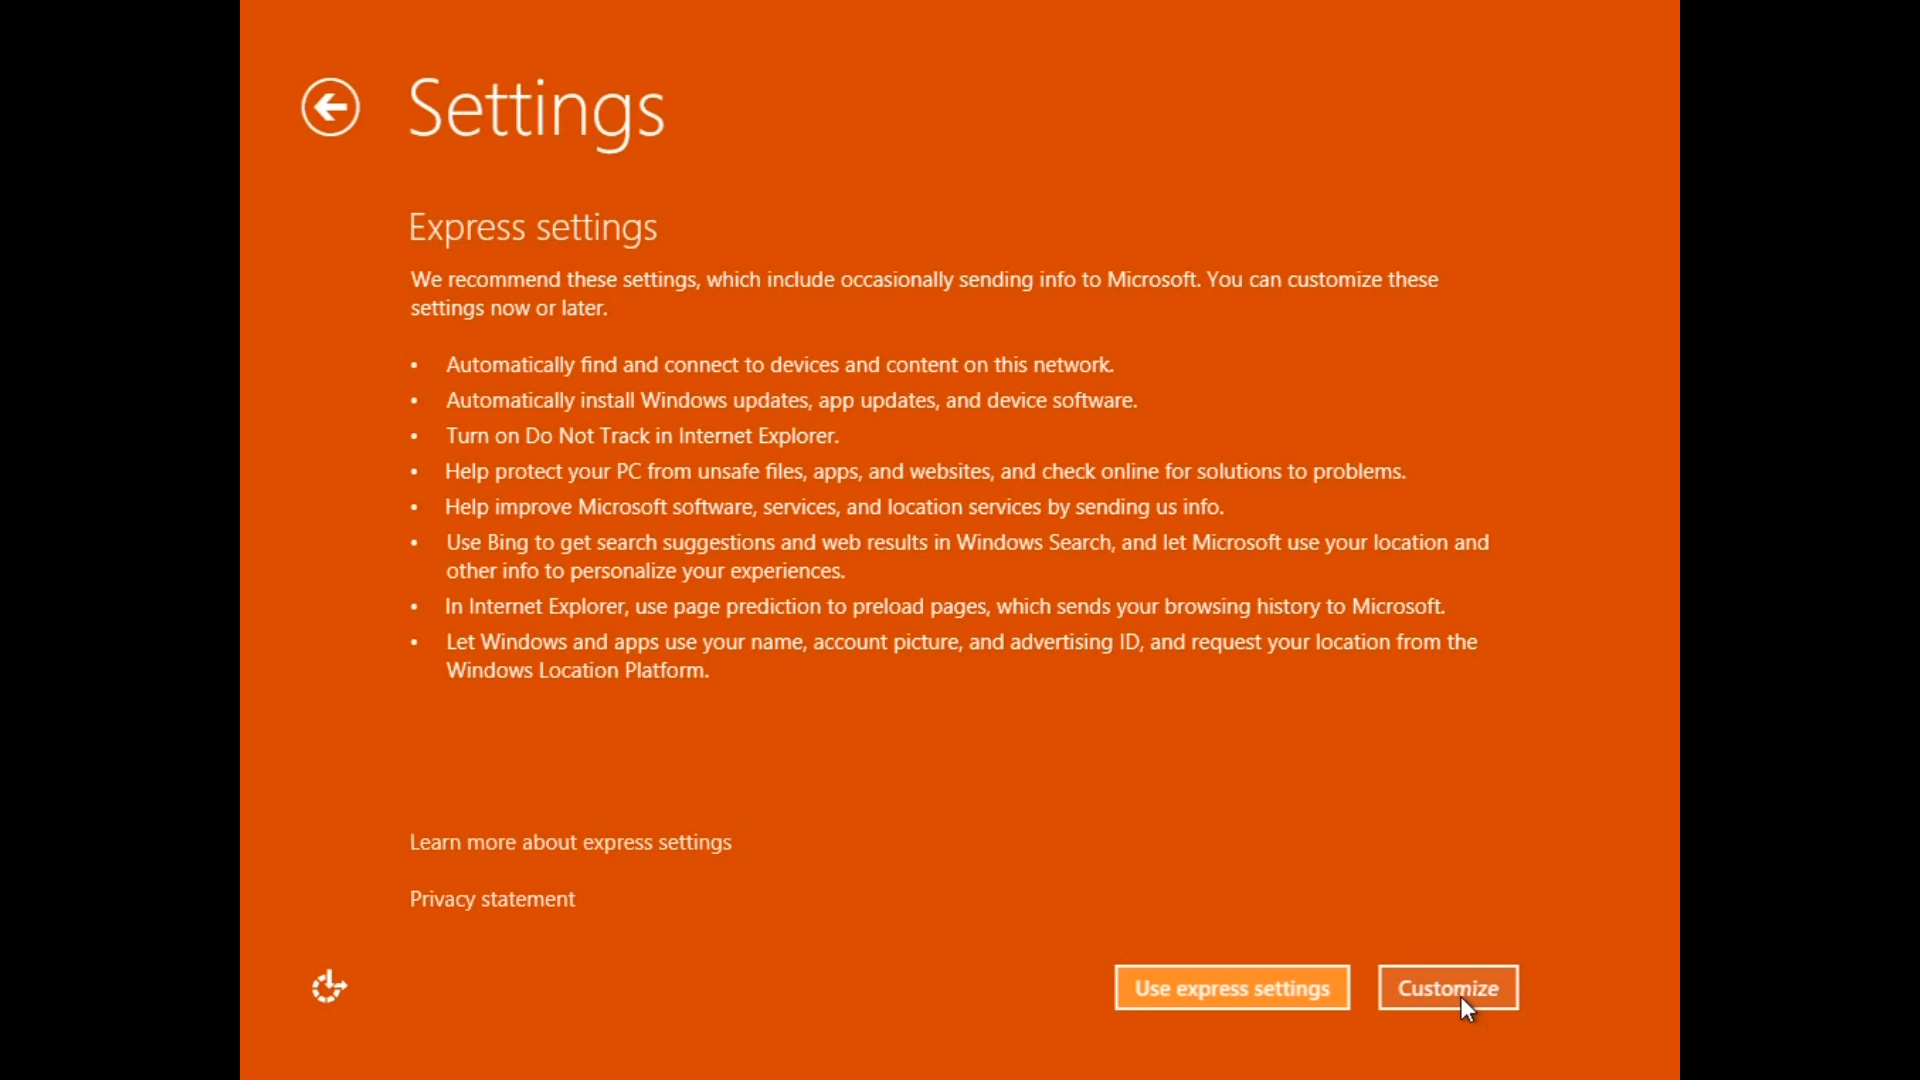 Settings
Express settings
We recommend these settings, which include occasionally sending info to Microsoft. You can customize these
settings now or later.
• Automatically find and connect to devices and content on this network.
• Automatically install Windows updates, app updates, and device software.
• Turn on Do Not Track in Internet Explorer.
• Help protect your PC from unsafe files, apps, and websites, and check online for solutions to problems.
• Help improve Microsoft software, services, and location services by sending us info.
• Use Bing to get search suggestions and web results in Windows Search, and let Microsoft use your location and
other info to personalize your experiences.
• In Internet Explorer, use page prediction to preload pages, which sends your browsing history to Microsoft.
• Let Windows and apps use your name, account picture, and advertising ID, and request your location from the
Windows Location Platform.
Learn more about express settings
Privacy statement
Use express settings
Customize